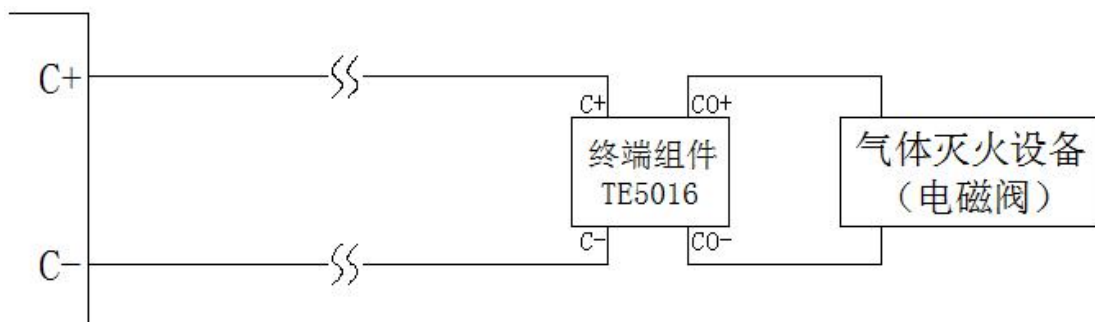 C+
C+
CO+
终端组件
TE5016
气体灭火设备
（电磁阀）
C-
C-
CO-